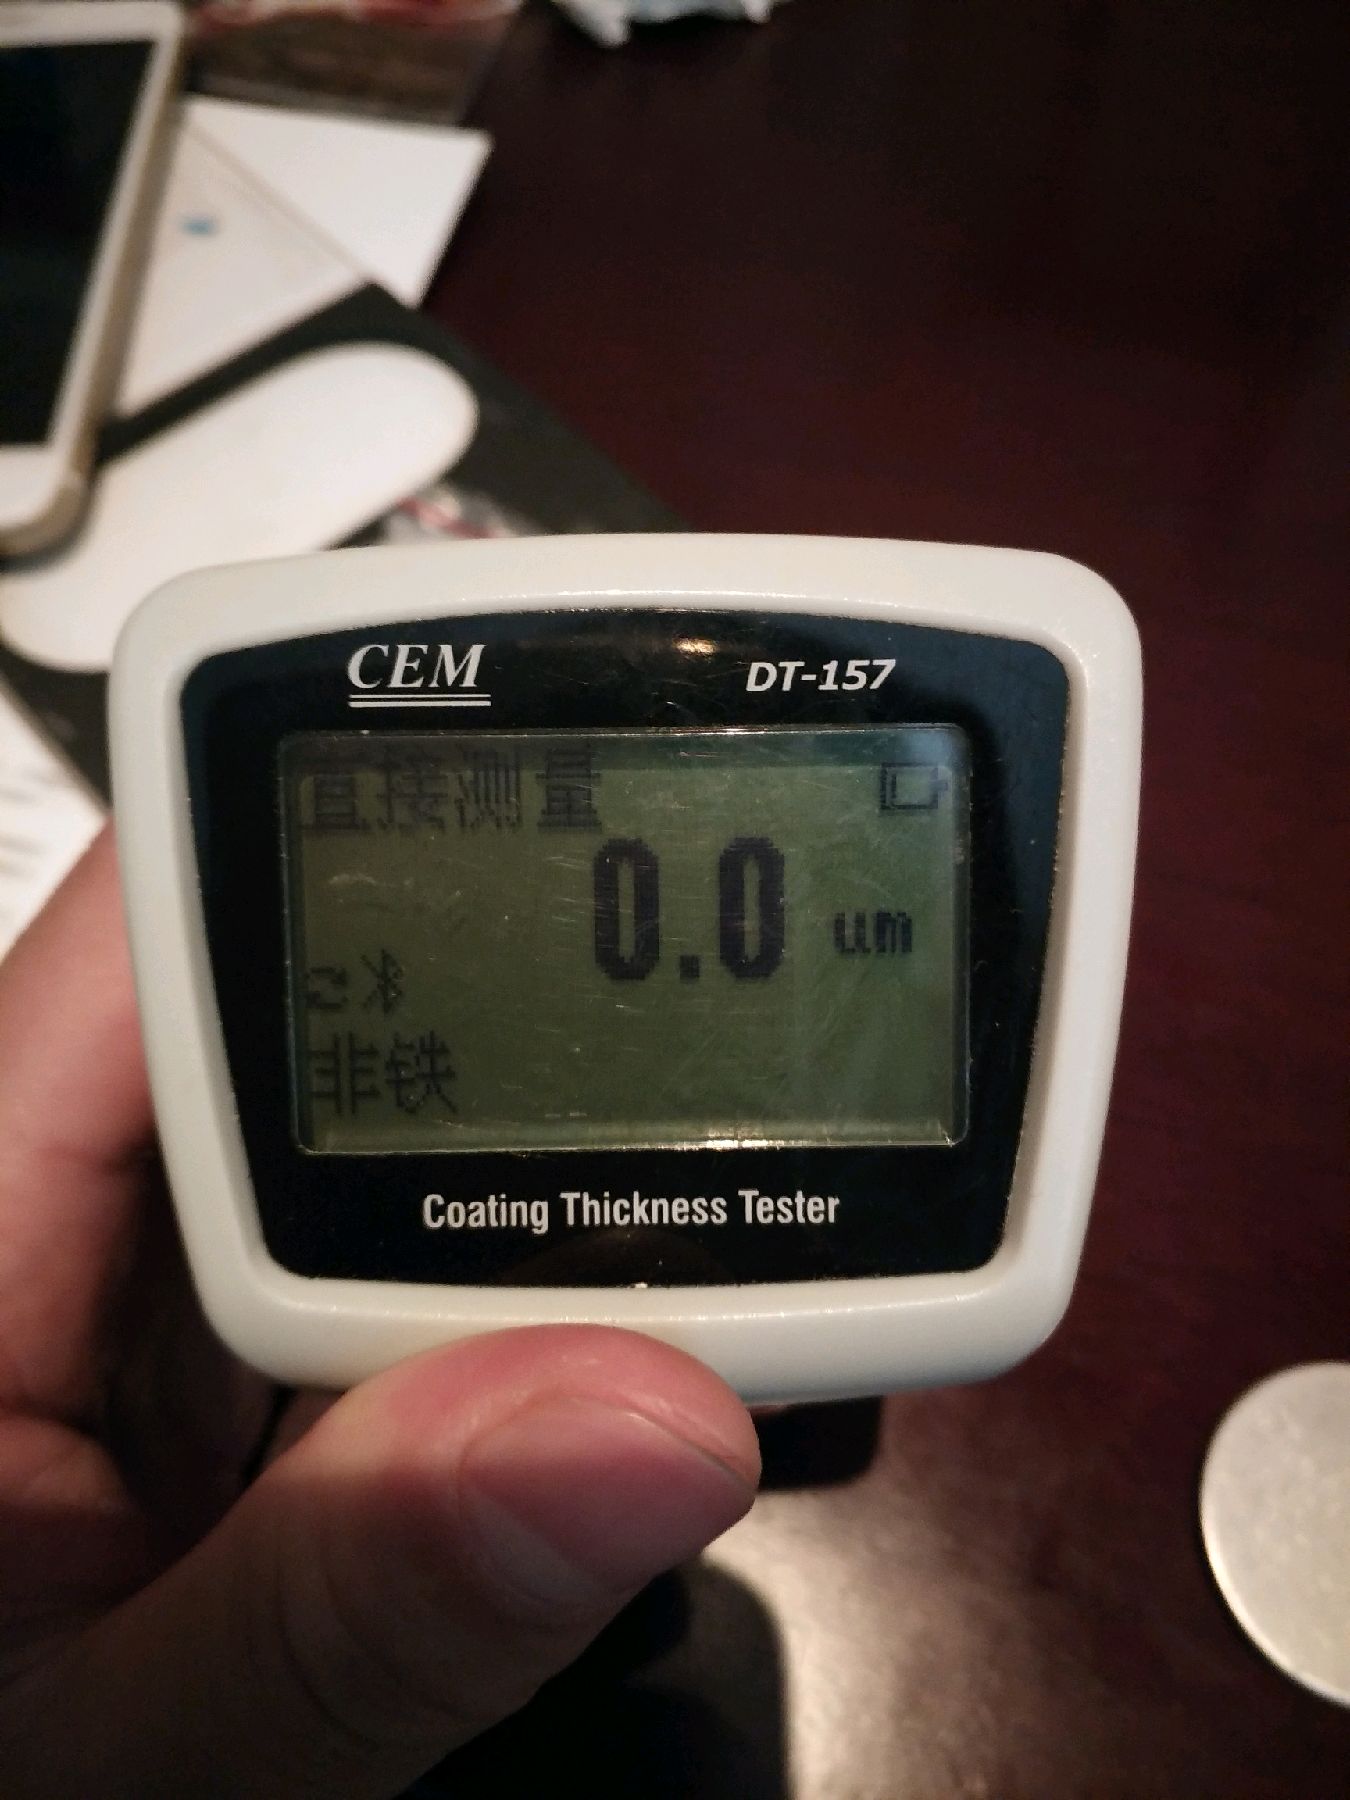 CEM
DT-157
直接测量
0.0 um
非铁
Coating Thickness Tester